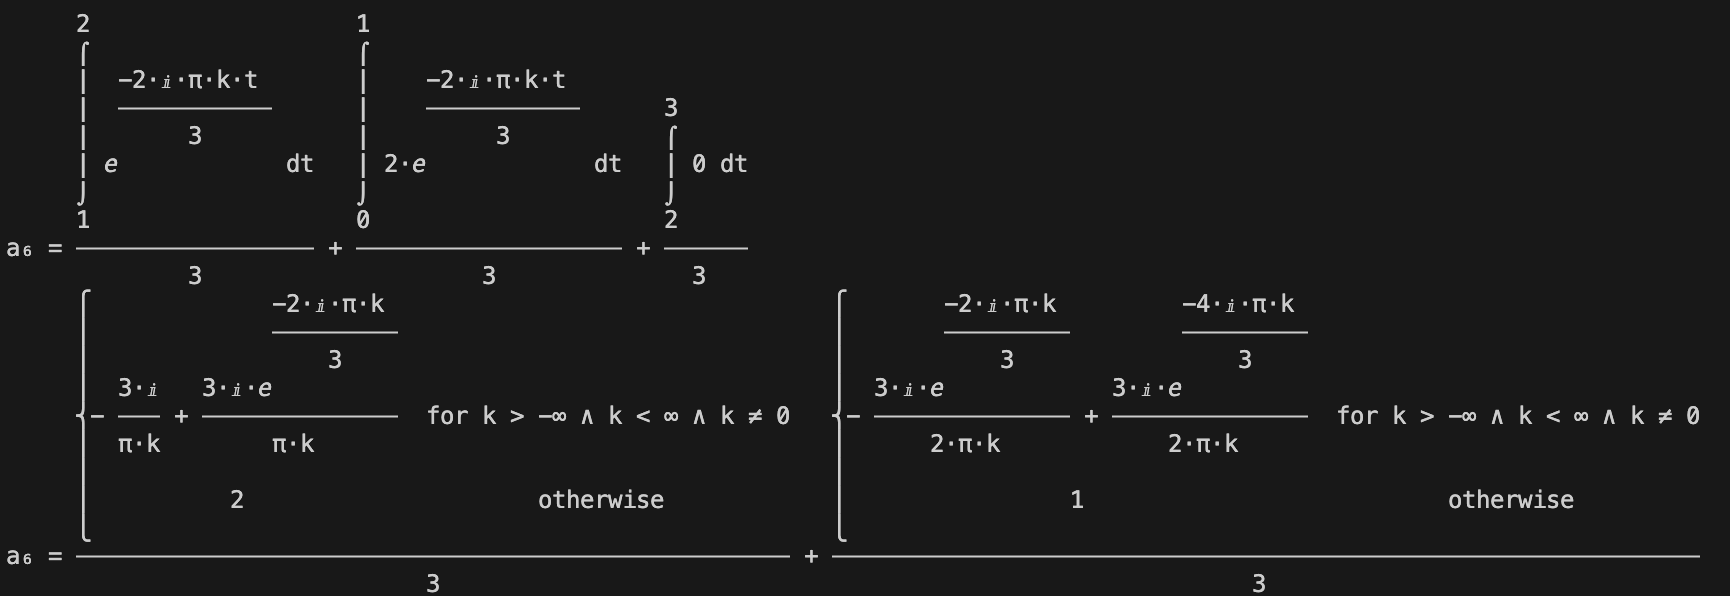 2 1
⌠ ⌠
⎮ -2·ⅈ·π·k·t ⎮ -2·ⅈ·π·k·t
⎮ ────── ⎮ ────── 3
⎮ 3 ⎮ 3 ⌠
⎮ ℯ dt ⎮ 2·ℯ dt ⎮ 0 dt
⌡ ⌡ ⌡
1 0 2
a₆ = ────── + ────── + ──────
3 3 3
-2·ⅈ·π·k -2·ⅈ·π·k -4·ⅈ·π·k
────── ────── ──────
3 3 3
3·ⅈ 3·ⅈ·ℯ 3·ⅈ·ℯ 3·ⅈ·ℯ
⎨- ─── + ────── for k > -∞ ∧ k < ∞ ∧ k ≠ 0 ⎨- ────── + ────── for k > -∞ ∧ k < ∞ ∧ k ≠ 0
π·k π·k 2·π·k 2·π·k
2 otherwise 1 otherwise
a₆ = ────── + ──────
3 3